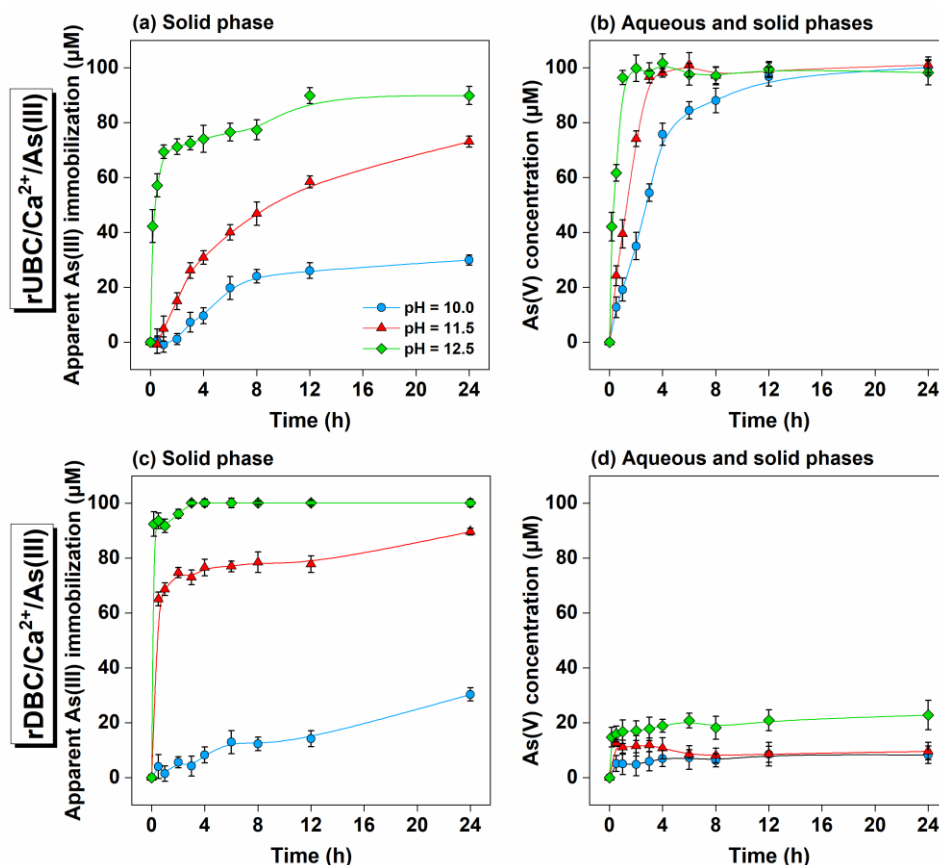 (a) Solid phase
rUBC/Ca²⁺/As(III)
Apparent As(III) immobilization (µM)
100
80
60
40
20
0
pH = 10.0
pH = 11.5
pH = 12.5
0 4 8 12 16 20 24
Time (h)
(b) Aqueous and solid phases
As(V) concentration (µM)
100
80
60
40
20
0
0 4 8 12 16 20 24
Time (h)
(c) Solid phase
rDBC/Ca²⁺/As(III)
Apparent As(III) immobilization (µM)
100
80
60
40
20
0
0 4 8 12 16 20 24
Time (h)
(d) Aqueous and solid phases
As(V) concentration (µM)
100
80
60
40
20
0
0 4 8 12 16 20 24
Time (h)